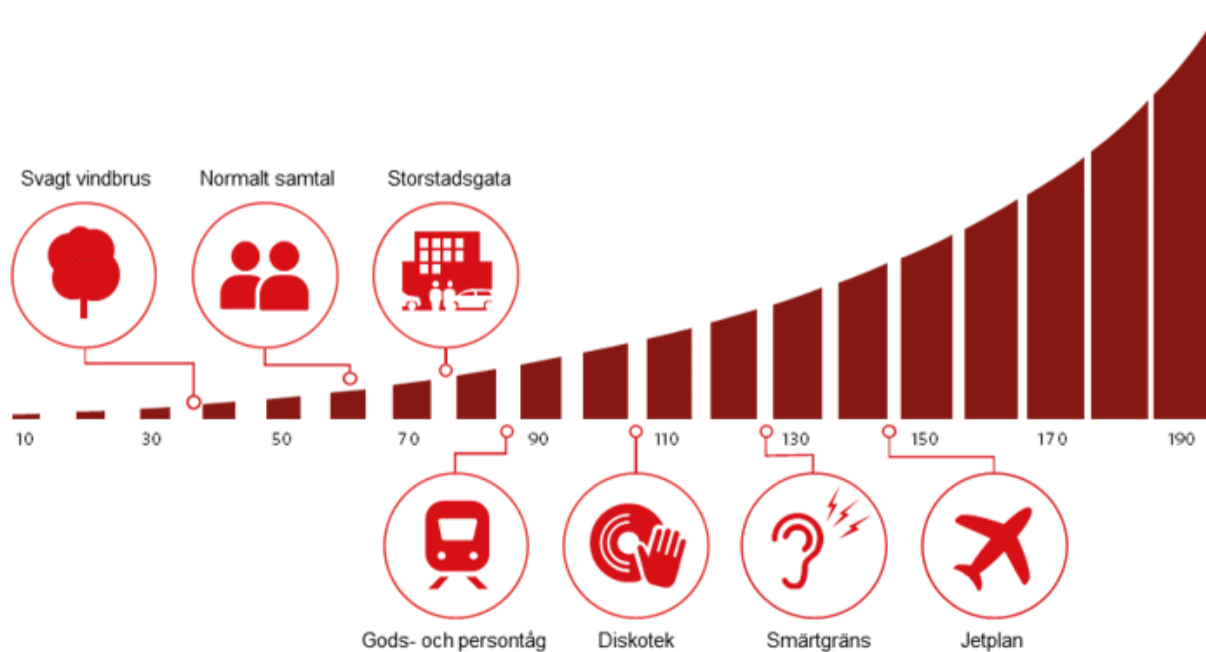 Svagt vindbrus
Normalt samtal
Storstadsgata
10
30
50
70
90
110
130
150
170
190
Gods- och persontåg
Diskotek
Smärtgräns
Jetplan